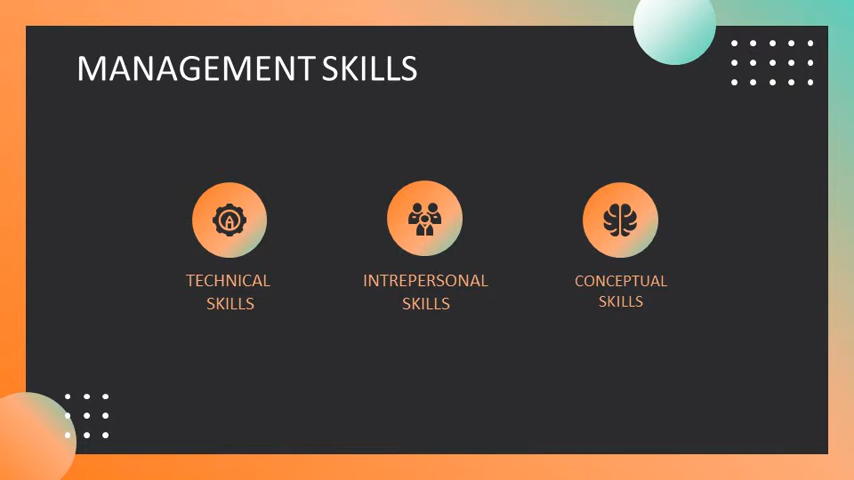 MANAGEMENT SKILLS
TECHNICAL
SKILLS
INTREPERSONAL
SKILLS
CONCEPTUAL
SKILLS